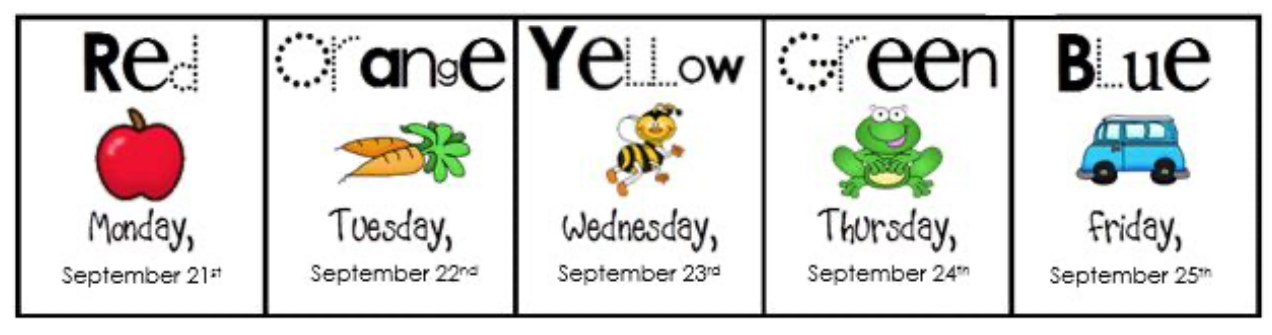 Red
Monday,
September 21st
Orange
Tuesday,
September 22nd
YeLLow
Wednesday,
September 23rd
Green
Thursday,
September 24th
BLue
Friday,
September 25th